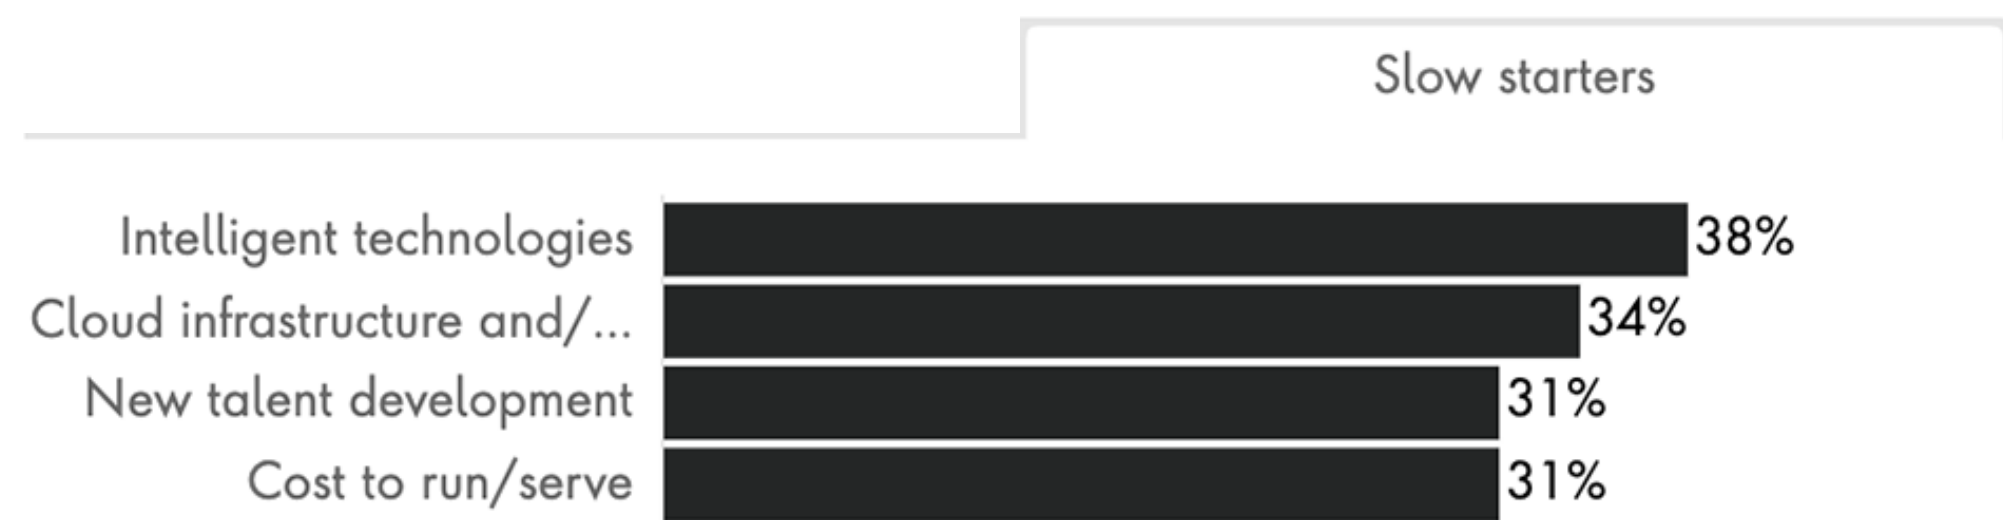 Slow starters
Intelligent technologies 38%
Cloud infrastructure and/... 34%
New talent development 31%
Cost to run/serve 31%